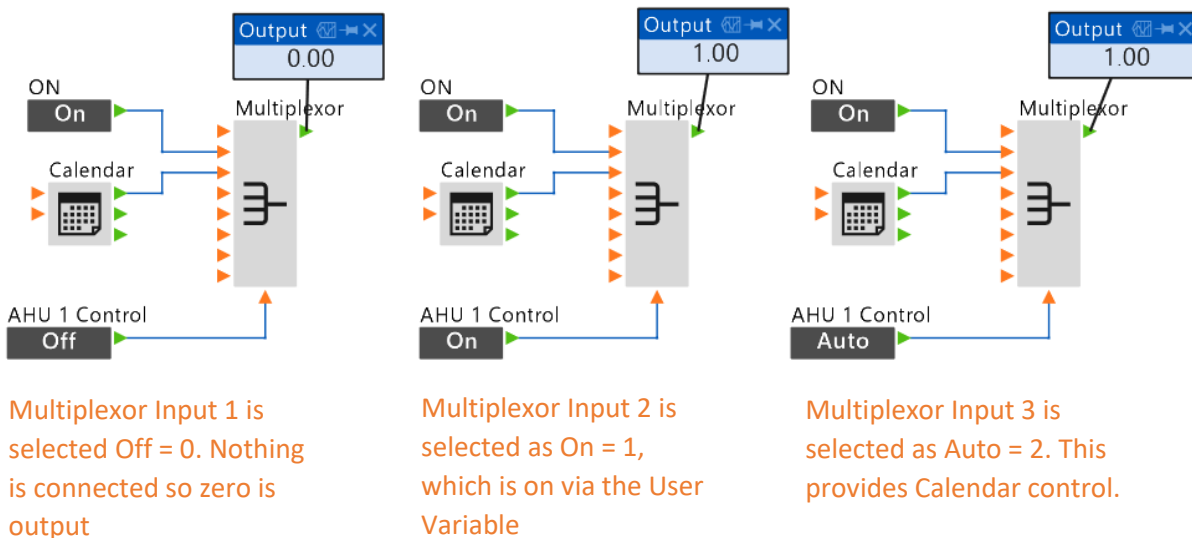 Output
0.00
ON
On
Multiplexor
Calendar
AHU 1 Control
Off
Multiplexor Input 1 is
selected Off = 0. Nothing
is connected so zero is
output
Output
1.00
ON
On
Multiplexor
Calendar
AHU 1 Control
On
Multiplexor Input 2 is
selected as On = 1,
which is on via the User
Variable
Output
1.00
ON
On
Multiplexor
Calendar
AHU 1 Control
Auto
Multiplexor Input 3 is
selected as Auto = 2. This
provides Calendar control.